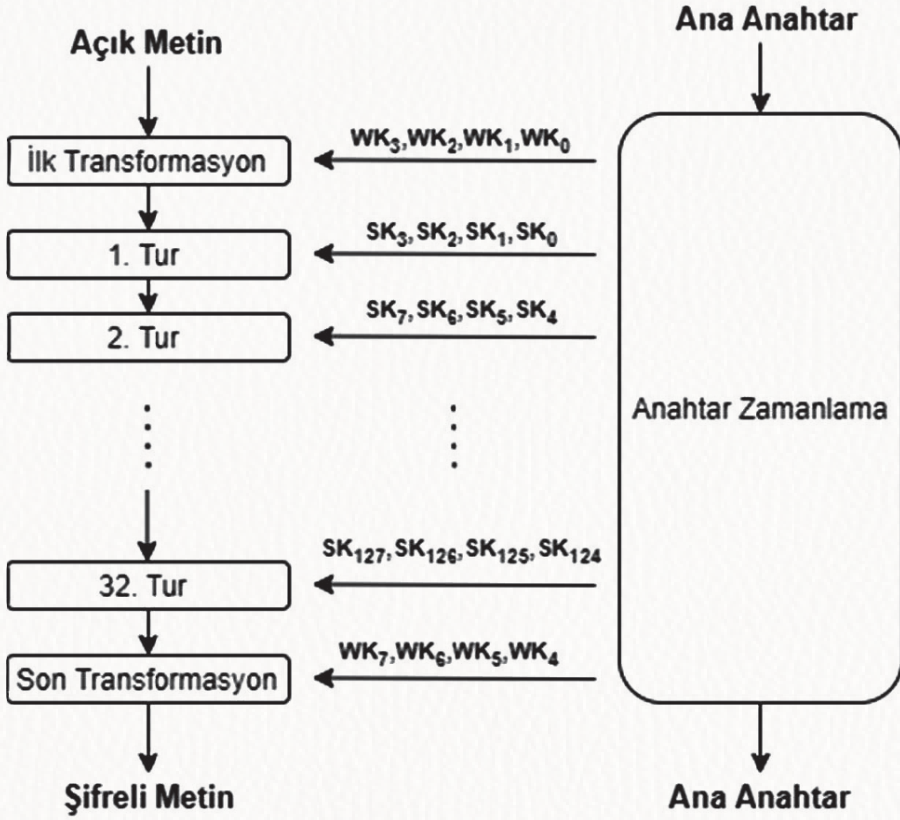 Ana Anahtar
Açık Metin
WK3,WK2,WK1,WK0
İlk Transformasyon
SK3,SK2,SK1,SK0
1. Tur
SK7,SK6,SK5,SK4
2. Tur
Anahtar Zamanlama
SK127,SK126,SK125,SK124
32. Tur
WK7,WK6,WK5,WK4
Son Transformasyon
Şifreli Metin
Ana Anahtar